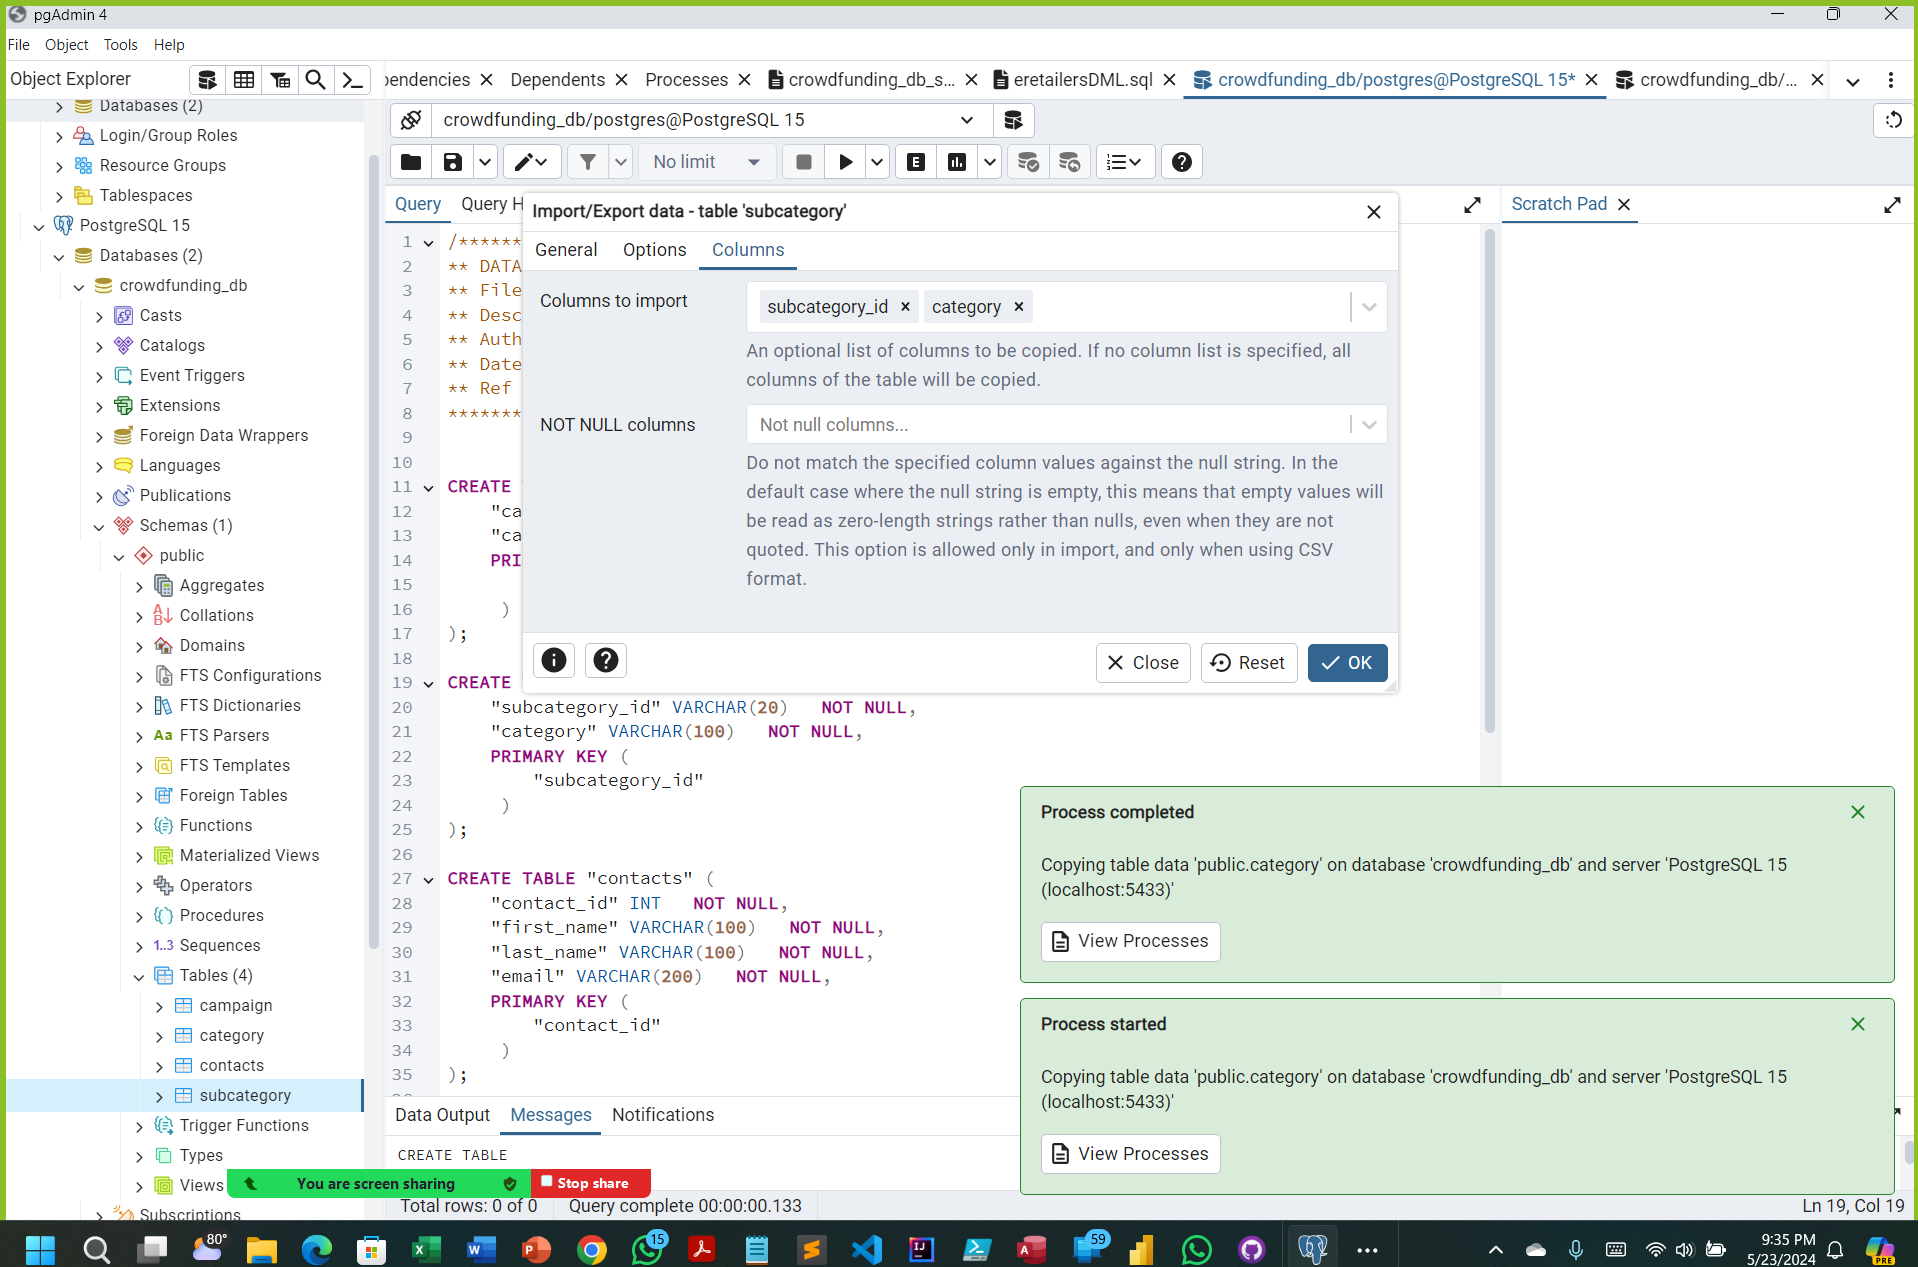 pgAdmin 4
File Object Tools Help
Object Explorer
Databases (2)
Login/Group Roles
Resource Groups
Tablespaces
PostgreSQL 15
Databases (2)
crowdfunding_db
Casts
Catalogs
Event Triggers
Extensions
Foreign Data Wrappers
Languages
Publications
Schemas (1)
public
Aggregates
Collations
Domains
FTS Configurations
FTS Dictionaries
Aa FTS Parsers
FTS Templates
Foreign Tables
Functions
Materialized Views
Operators
Procedures
1..3 Sequences
Tables (4)
campaign
category
contacts
subcategory
Trigger Functions
Types
Views
Subscriptions
pendencies Dependents Processes crowdfunding_db_s... eretailersDML.sql crowdfunding_db/postgres@PostgreSQL 15* crowdfunding_db/...
crowdfunding_db/postgres@PostgreSQL 15
No limit
E
Query Query H
Scratch Pad
1 /*******
2 ** DATA
3 ** File
4 ** Desc
5 ** Auth
6 ** Date
7 ** Ref
8 *******
9
10
11 CREATE
12 "ca
13 "ca
14 PRI
15
16 )
17 );
18
19 CREATE
20 "subcategory_id" VARCHAR(20) NOT NULL,
21 "category" VARCHAR(100) NOT NULL,
22 PRIMARY KEY (
23 "subcategory_id"
24 )
25 );
26
27 CREATE TABLE "contacts" (
28 "contact_id" INT NOT NULL,
29 "first_name" VARCHAR(100) NOT NULL,
30 "last_name" VARCHAR(100) NOT NULL,
31 "email" VARCHAR(200) NOT NULL,
32 PRIMARY KEY (
33 "contact_id"
34 )
35 );
Import/Export data - table 'subcategory'
General Options Columns
Columns to import
subcategory_id category
An optional list of columns to be copied. If no column list is specified, all
columns of the table will be copied.
NOT NULL columns
Not null columns...
Do not match the specified column values against the null string. In the
default case where the null string is empty, this means that empty values will
be read as zero-length strings rather than nulls, even when they are not
quoted. This option is allowed only in import, and only when using CSV
format.
Close Reset OK
Process completed
Copying table data 'public.category' on database 'crowdfunding_db' and server 'PostgreSQL 15
(localhost:5433)'
View Processes
Process started
Copying table data 'public.category' on database 'crowdfunding_db' and server 'PostgreSQL 15
(localhost:5433)'
View Processes
Data Output Messages Notifications
CREATE TABLE
You are screen sharing Stop share
Total rows: 0 of 0 Query complete 00:00:00.133
Ln 19, Col 19
80°
15
59
9:35 PM
5/23/2024
PRE